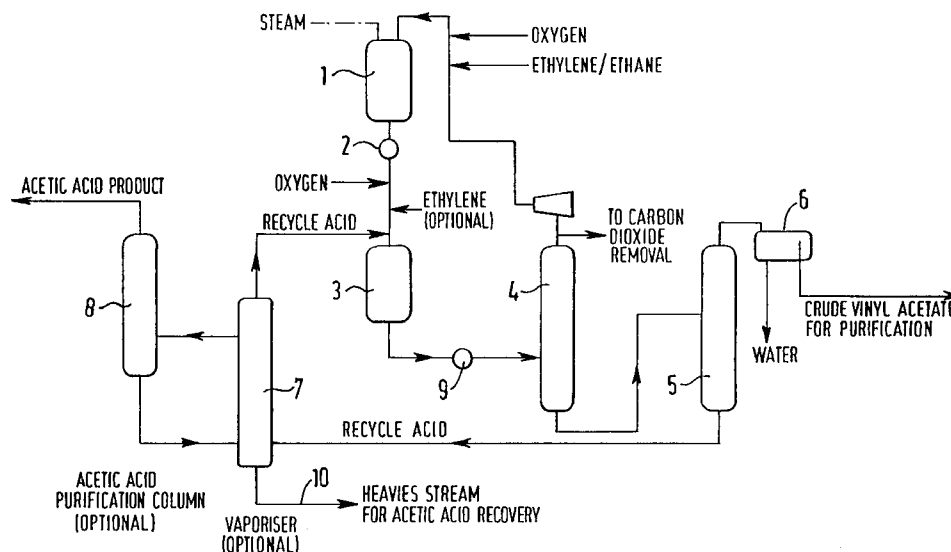 STEAM
OXYGEN
1
ETHYLENE/ETHANE
2
OXYGEN
ACETIC ACID PRODUCT
ETHYLENE
(OPTIONAL)
RECYCLE ACID
TO CARBON
DIOXIDE
REMOVAL
6
8
3
4
CRUDE VINYL ACETATE
FOR PURIFICATION
WATER
7
9
5
RECYCLE ACID
ACETIC ACID
PURIFICATION COLUMN
(OPTIONAL)
10
HEAVIES STREAM
FOR ACETIC ACID RECOVERY
VAPORISER
(OPTIONAL)